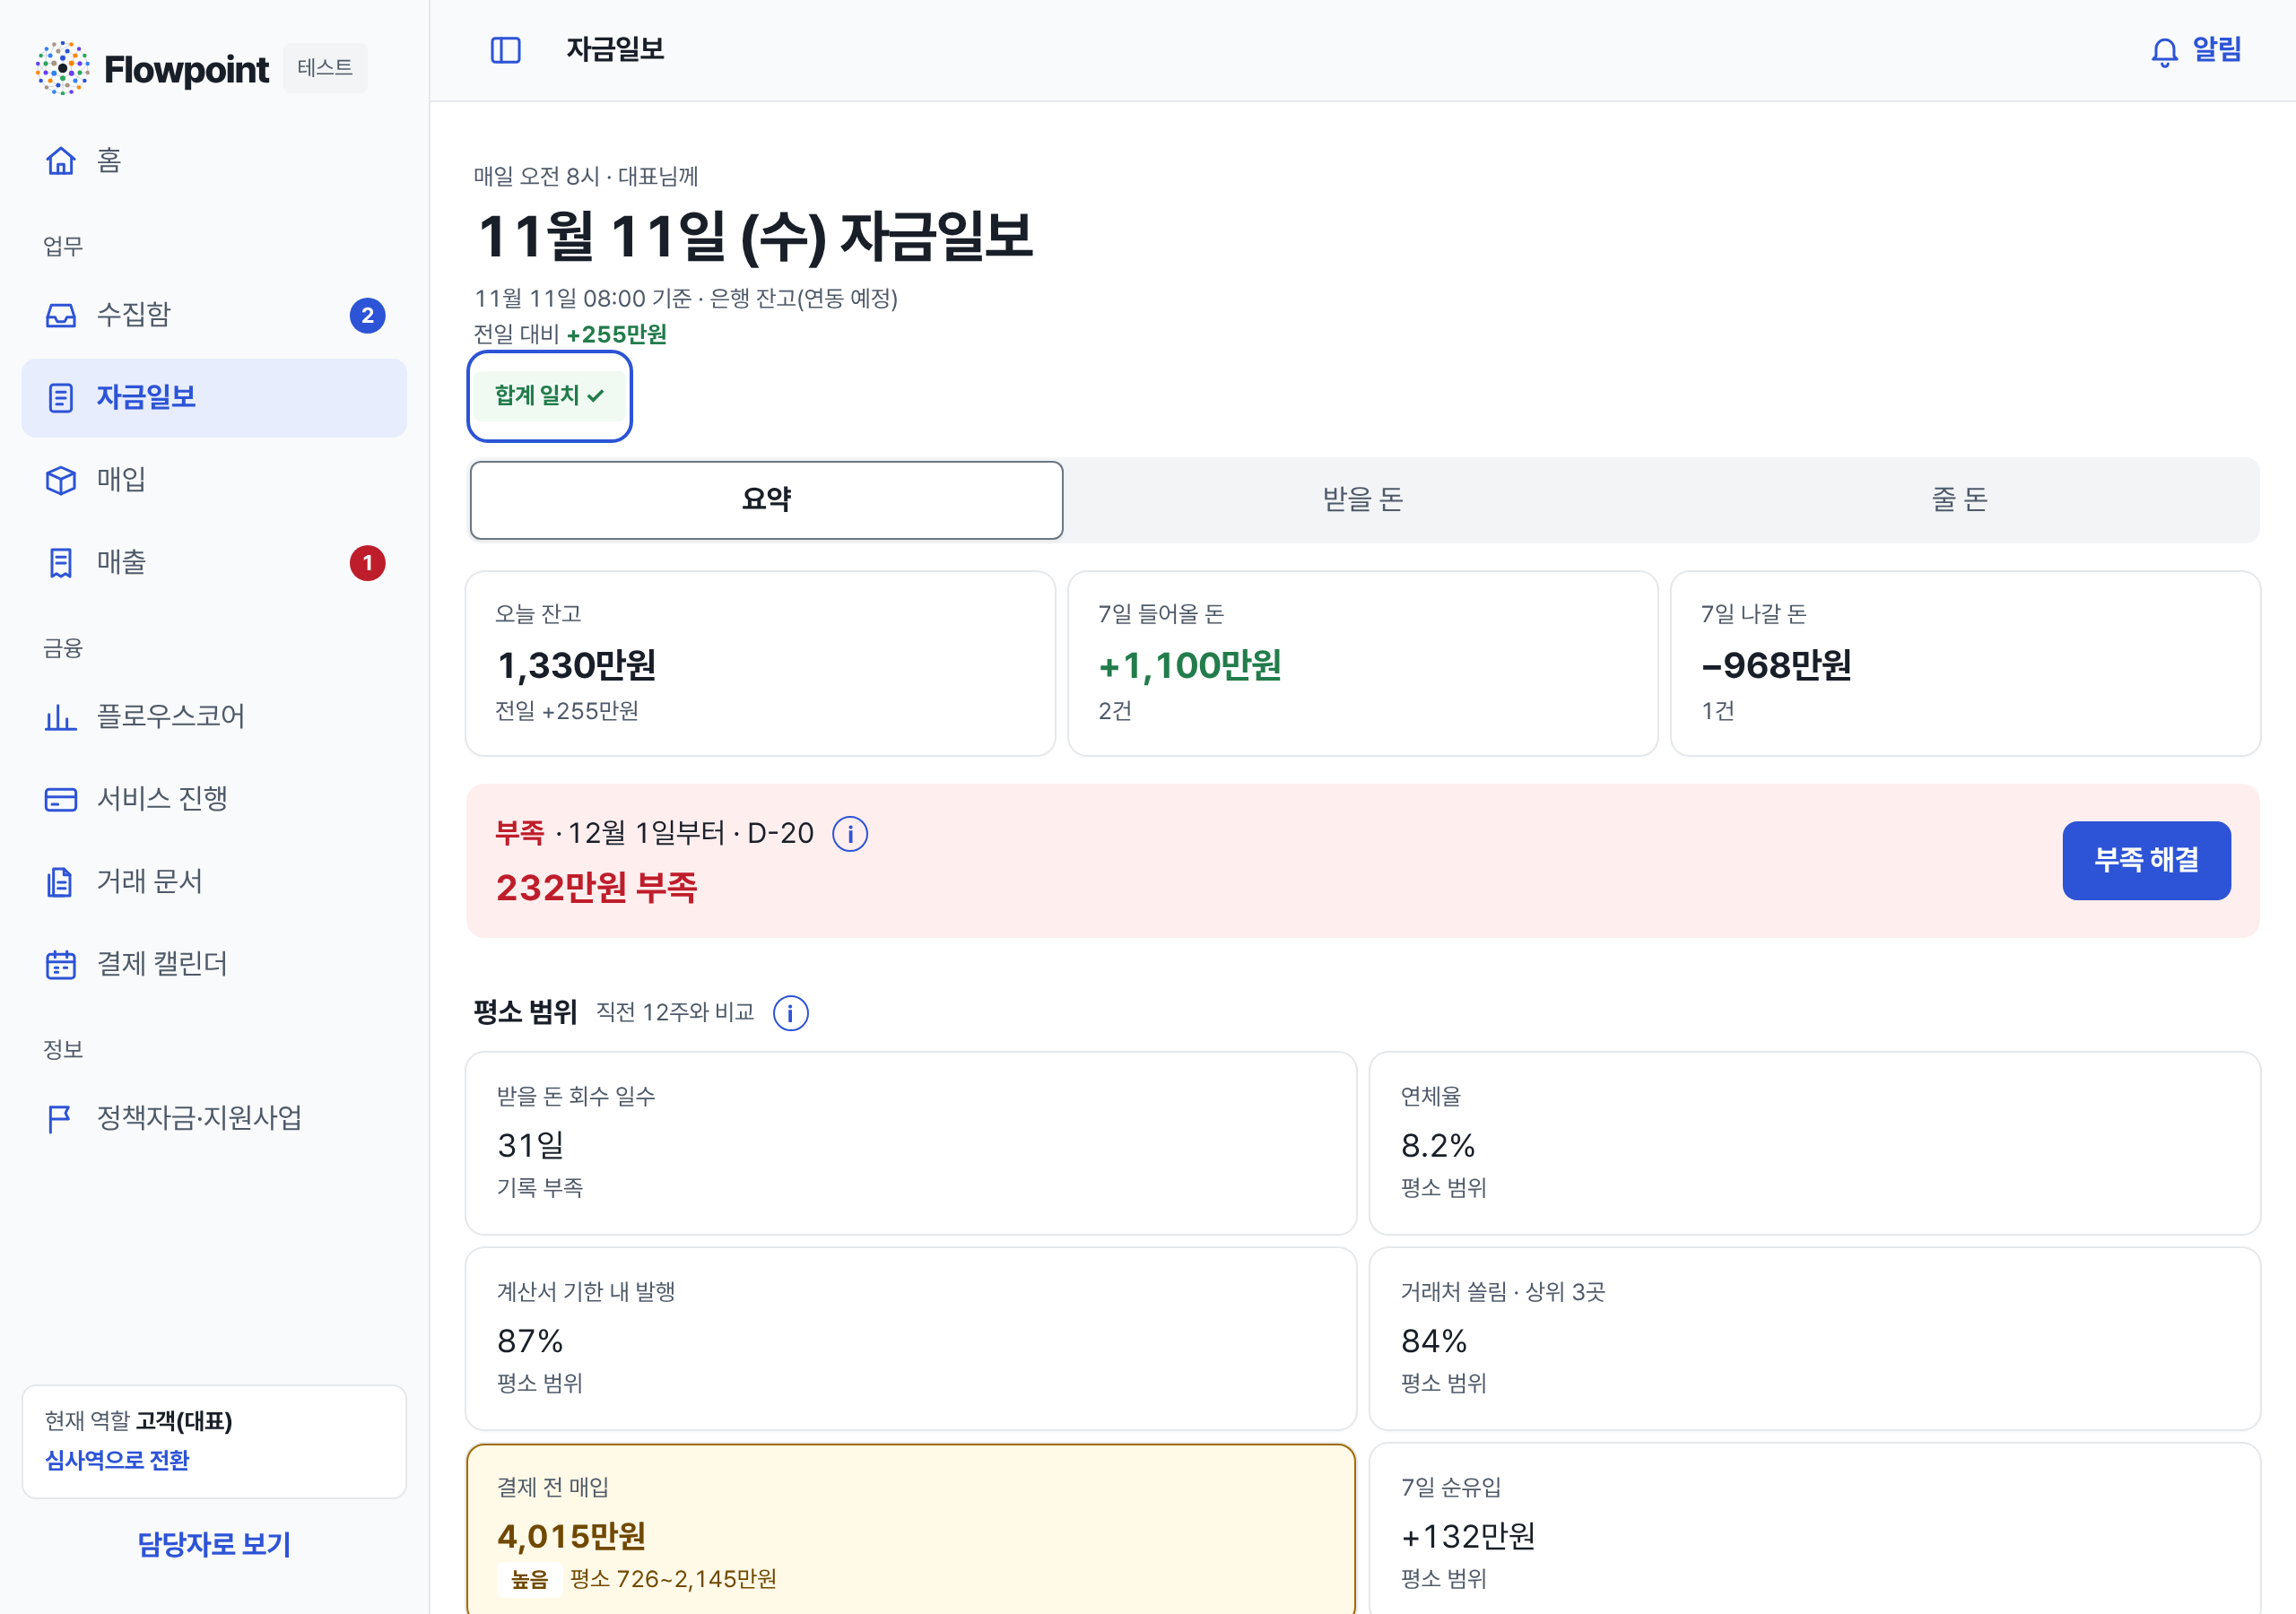 Flowpoint 테스트
홈
업무
수집함 2
자금일보
매입
매출 1
금융
플로우스코어
서비스 진행
거래 문서
결제 캘린더
정보
정책자금·지원사업
현재 역할 고객(대표)
심사역으로 전환
담당자로 보기
자금일보
알림
매일 오전 8시 · 대표님께
11월 11일 (수) 자금일보
11월 11일 08:00 기준 · 은행 잔고(연동 예정)
전일 대비 +255만원
합계 일치 ✓
요약 받을 돈 줄 돈
오늘 잔고
1,330만원
전일 +255만원
7일 들어올 돈
+1,100만원
2건
7일 나갈 돈
−968만원
1건
부족 · 12월 1일부터 · D-20 i
232만원 부족
부족 해결
평소 범위 직전 12주와 비교 i
받을 돈 회수 일수
31일
기록 부족
연체율
8.2%
평소 범위
계산서 기한 내 발행
87%
평소 범위
거래처 쏠림 · 상위 3곳
84%
평소 범위
결제 전 매입
4,015만원
높음 평소 726~2,145만원
7일 순유입
+132만원
평소 범위